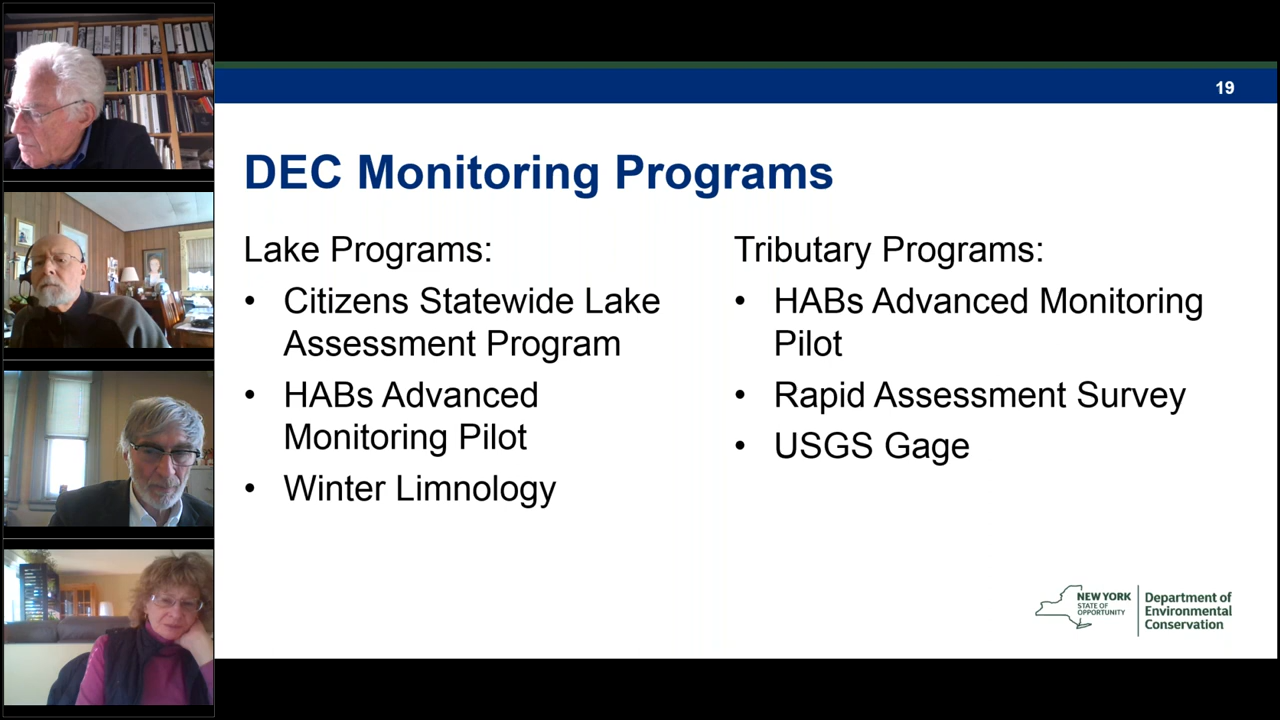 19
DEC Monitoring Programs
Lake Programs:
• Citizens Statewide Lake
Assessment Program
• HABs Advanced
Monitoring Pilot
• Winter Limnology
Tributary Programs:
• HABs Advanced Monitoring
Pilot
• Rapid Assessment Survey
• USGS Gage
NEW YORK
STATE OF
OPPORTUNITY
Department of
Environmental
Conservation